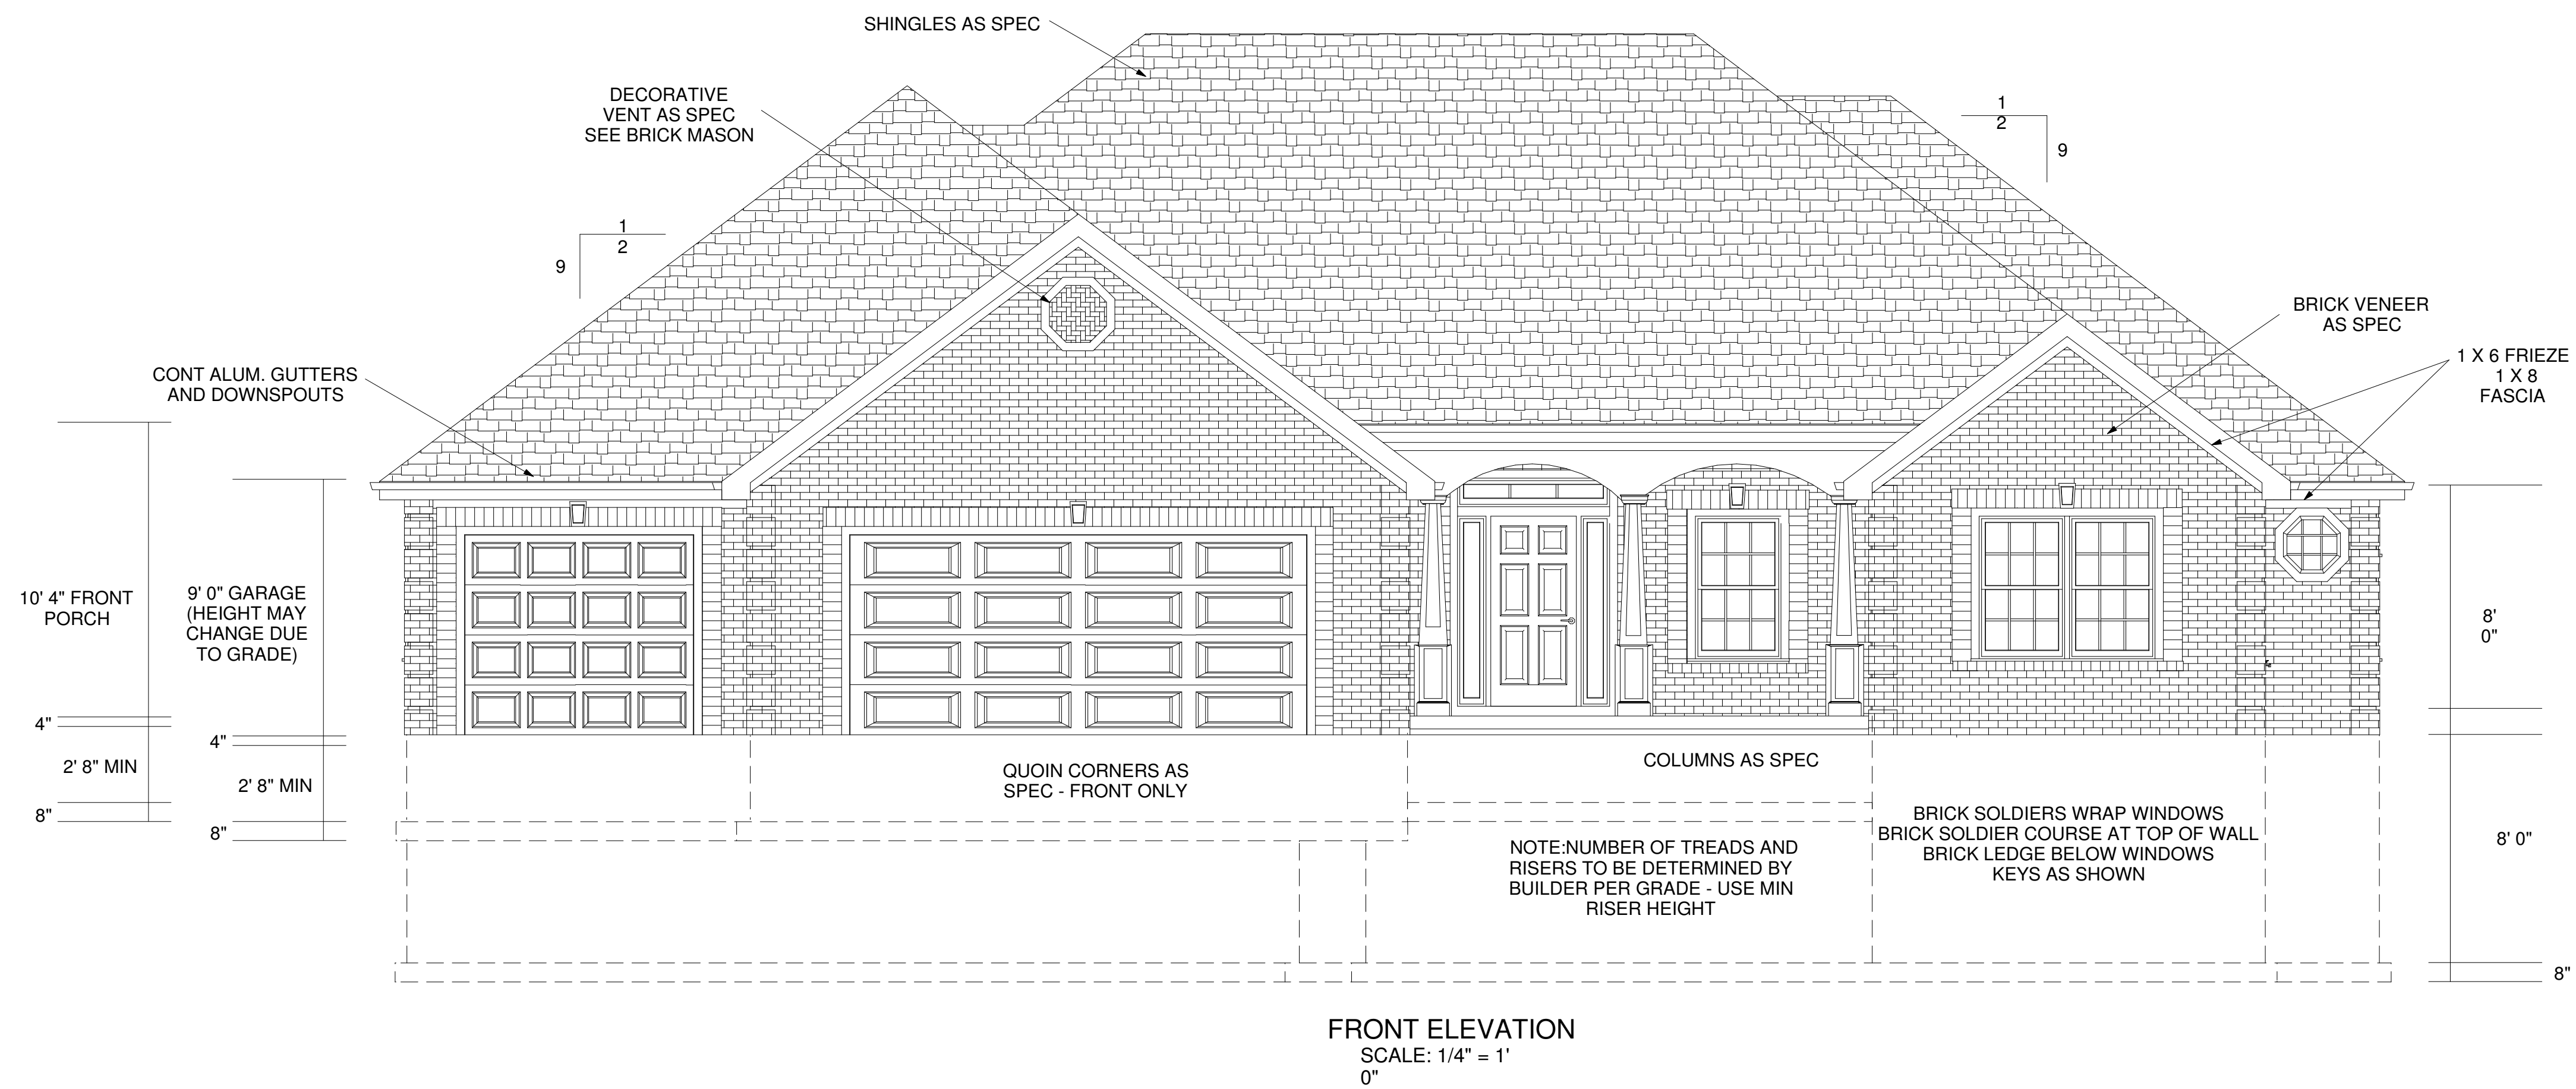 SHINGLES AS SPEC
DECORATIVE
VENT AS SPEC
SEE BRICK MASON
1
2
9
1
2
9
BRICK VENEER
AS SPEC
1 X 6 FRIEZE
1 X 8
FASCIA
CONT ALUM. GUTTERS
AND DOWNSPOUTS
10' 4" FRONT
PORCH
9' 0" GARAGE
(HEIGHT MAY
CHANGE DUE
TO GRADE)
8'
0"
4"
2' 8" MIN
8"
4"
2' 8" MIN
8"
QUOIN CORNERS AS
SPEC - FRONT ONLY
COLUMNS AS SPEC
NOTE:NUMBER OF TREADS AND
RISERS TO BE DETERMINED BY
BUILDER PER GRADE - USE MIN
RISER HEIGHT
BRICK SOLDIERS WRAP WINDOWS
BRICK SOLDIER COURSE AT TOP OF WALL
BRICK LEDGE BELOW WINDOWS
KEYS AS SHOWN
8' 0"
8"
FRONT ELEVATION
SCALE: 1/4" = 1'
0"